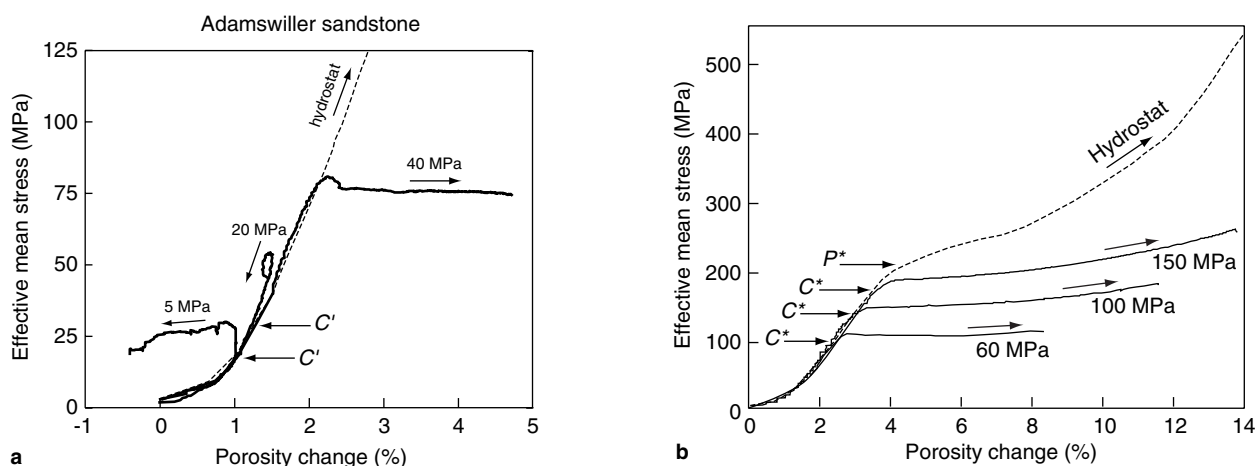 Adamswiller sandstone
Effective mean stress (MPa)
125
100
75
50
25
0
-1 0 1 2 3 4 5
Porosity change (%)
hydrostat
40 MPa
20 MPa
5 MPa
C'
C'
a
Effective mean stress (MPa)
500
400
300
200
100
0
0 2 4 6 8 10 12 14
Porosity change (%)
Hydrostat
P*
C*
C*
C*
150 MPa
100 MPa
60 MPa
b